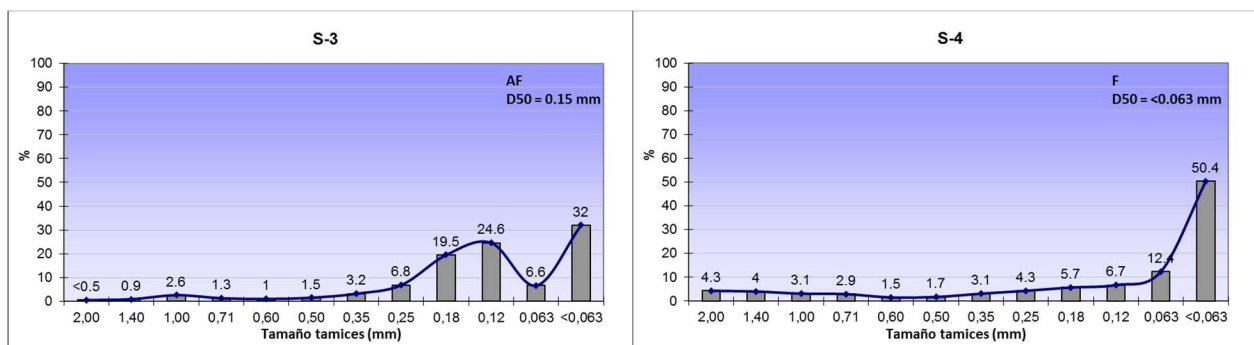 S-3
AF
D50 = 0.15 mm
%
100
90
80
70
60
50
40
30
20
10
0
<0.5 0.9 2.6 1.3 1 1.5 3.2 6.8 19.5 24.6 6.6 32
2,00 1,40 1,00 0,71 0,60 0,50 0,35 0,25 0,18 0,12 0,063 <0,063
Tamaño tamices (mm)
S-4
F
D50 = <0.063 mm
%
100
90
80
70
60
50
40
30
20
10
0
4.3 4 3.1 2.9 1.5 1.7 3.1 4.3 5.7 6.7 12.4 50.4
2,00 1,40 1,00 0,71 0,60 0,50 0,35 0,25 0,18 0,12 0,063 <0,063
Tamaño tamices (mm)